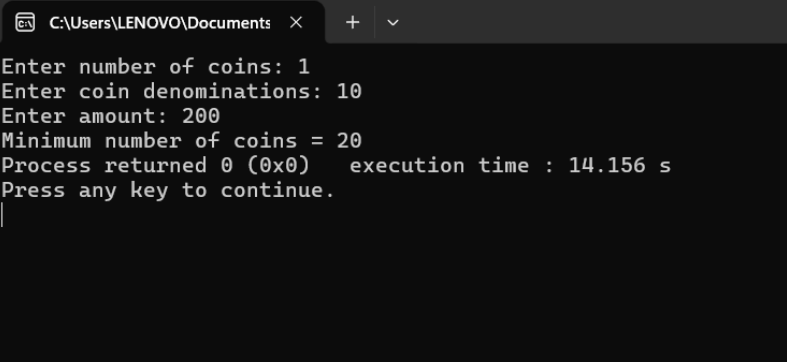 C:\Users\LENOVO\Documents
Enter number of coins: 1
Enter coin denominations: 10
Enter amount: 200
Minimum number of coins = 20
Process returned 0 (0x0)   execution time : 14.156 s
Press any key to continue.